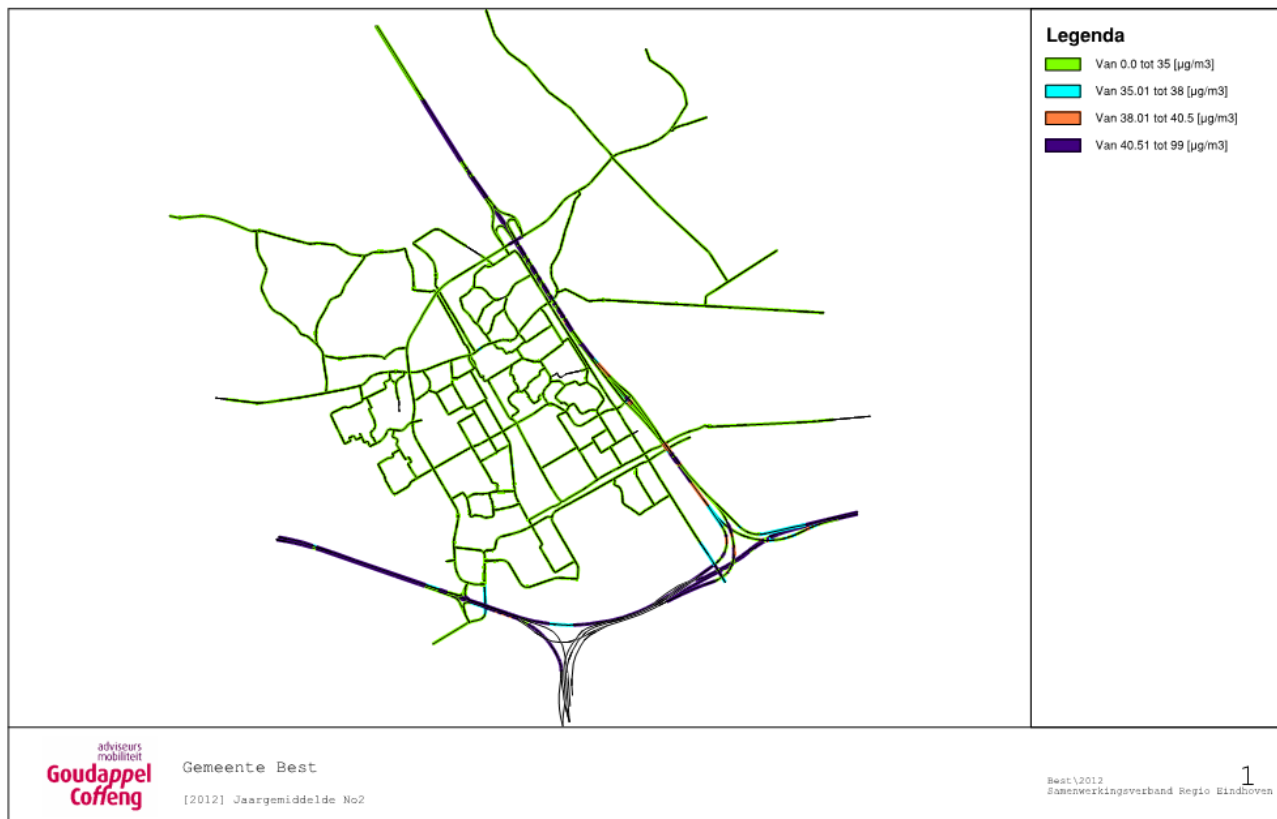 Legenda
Van 0.0 tot 35 [µg/m3]
Van 35.01 tot 38 [µg/m3]
Van 38.01 tot 40.5 [µg/m3]
Van 40.51 tot 99 [µg/m3]
adviseurs
mobiliteit
Goudappel
Coffeng
Gemeente Best
[2012] Jaargemiddelde No2
Best\2012
Samenwerkingsverband Regio Eindhoven
1